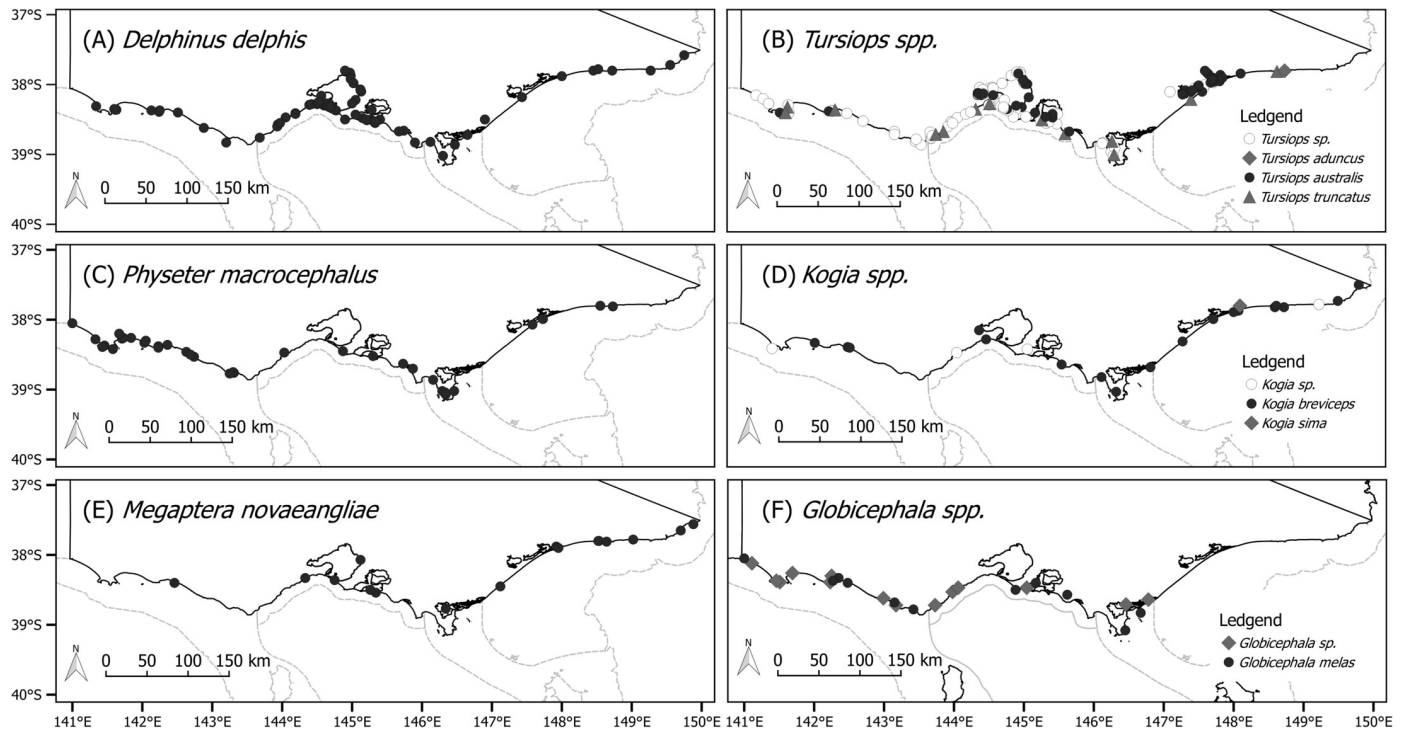 37°S
38°S
39°S
40°S
(A) Delphinus delphis
N
0 50 100 150 km
(B) Tursiops spp.
N
0 50 100 150 km
Ledgend
Tursiops sp.
Tursiops aduncus
Tursiops australis
Tursiops truncatus
37°S
38°S
39°S
40°S
(C) Physeter macrocephalus
N
0 50 100 150 km
(D) Kogia spp.
N
0 50 100 150 km
Ledgend
Kogia sp.
Kogia breviceps
Kogia sima
37°S
38°S
39°S
40°S
(E) Megaptera novaeangliae
N
0 50 100 150 km
(F) Globicephala spp.
N
0 50 100 150 km
Ledgend
Globicephala sp.
Globicephala melas
141°E 142°E 143°E 144°E 145°E 146°E 147°E 148°E 149°E 150°E
141°E 142°E 143°E 144°E 145°E 146°E 147°E 148°E 149°E 150°E